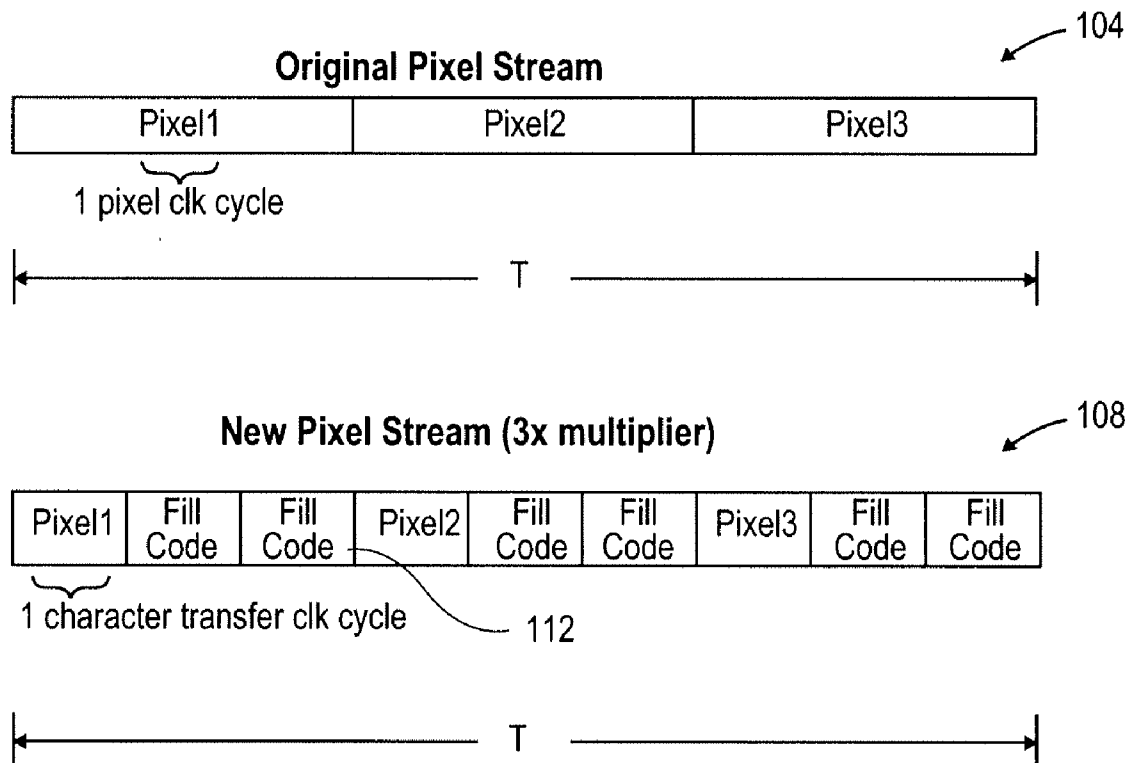 104
Original Pixel Stream
Pixel1 Pixel2 Pixel3
1 pixel clk cycle
T
108
New Pixel Stream (3x multiplier)
Pixel1 Fill Code Fill Code Pixel2 Fill Code Fill Code Pixel3 Fill Code Fill Code
1 character transfer clk cycle
112
T